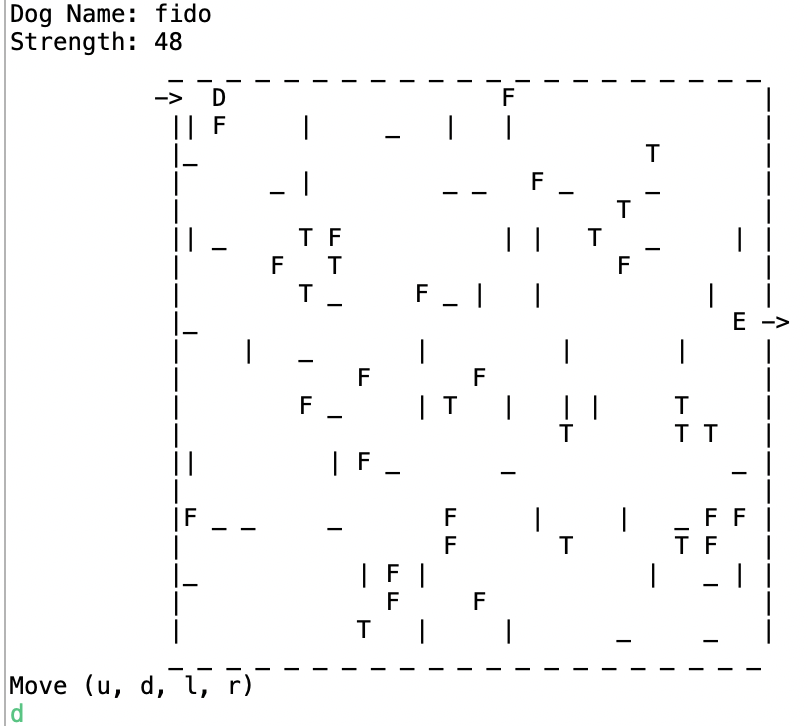 Dog Name: fido
Strength: 48
           _ _ _ _ _ _ _ _ _ _ _ _ _ _ _ _ _ _ _ _ _
          ->  D                   F                 |
           || F     |     _   |   |                 |
           |_                               T       |
           |      _ |         _ _   F _     _       |
           |                              T         |
           || _     T F           | |   T   _     | |
           |      F   T                   F         |
           |        T _     F _ |   |           |   |
           |_                                     E ->
           |    |   _       |         |       |     |
           |            F       F                   |
           |        F _     | T   |   | |     T     |
           |                          T       T T   |
           ||         | F _       _               _ |
           |                                        |
           |F _ _     _       F     |     |   _ F F |
           |                  F       T       T F   |
           |_           | F |               |   _ | |
           |              F     F                   |
           |            T   |     |       _     _   |
           _ _ _ _ _ _ _ _ _ _ _ _ _ _ _ _ _ _ _ _ _
Move (u, d, l, r)
d